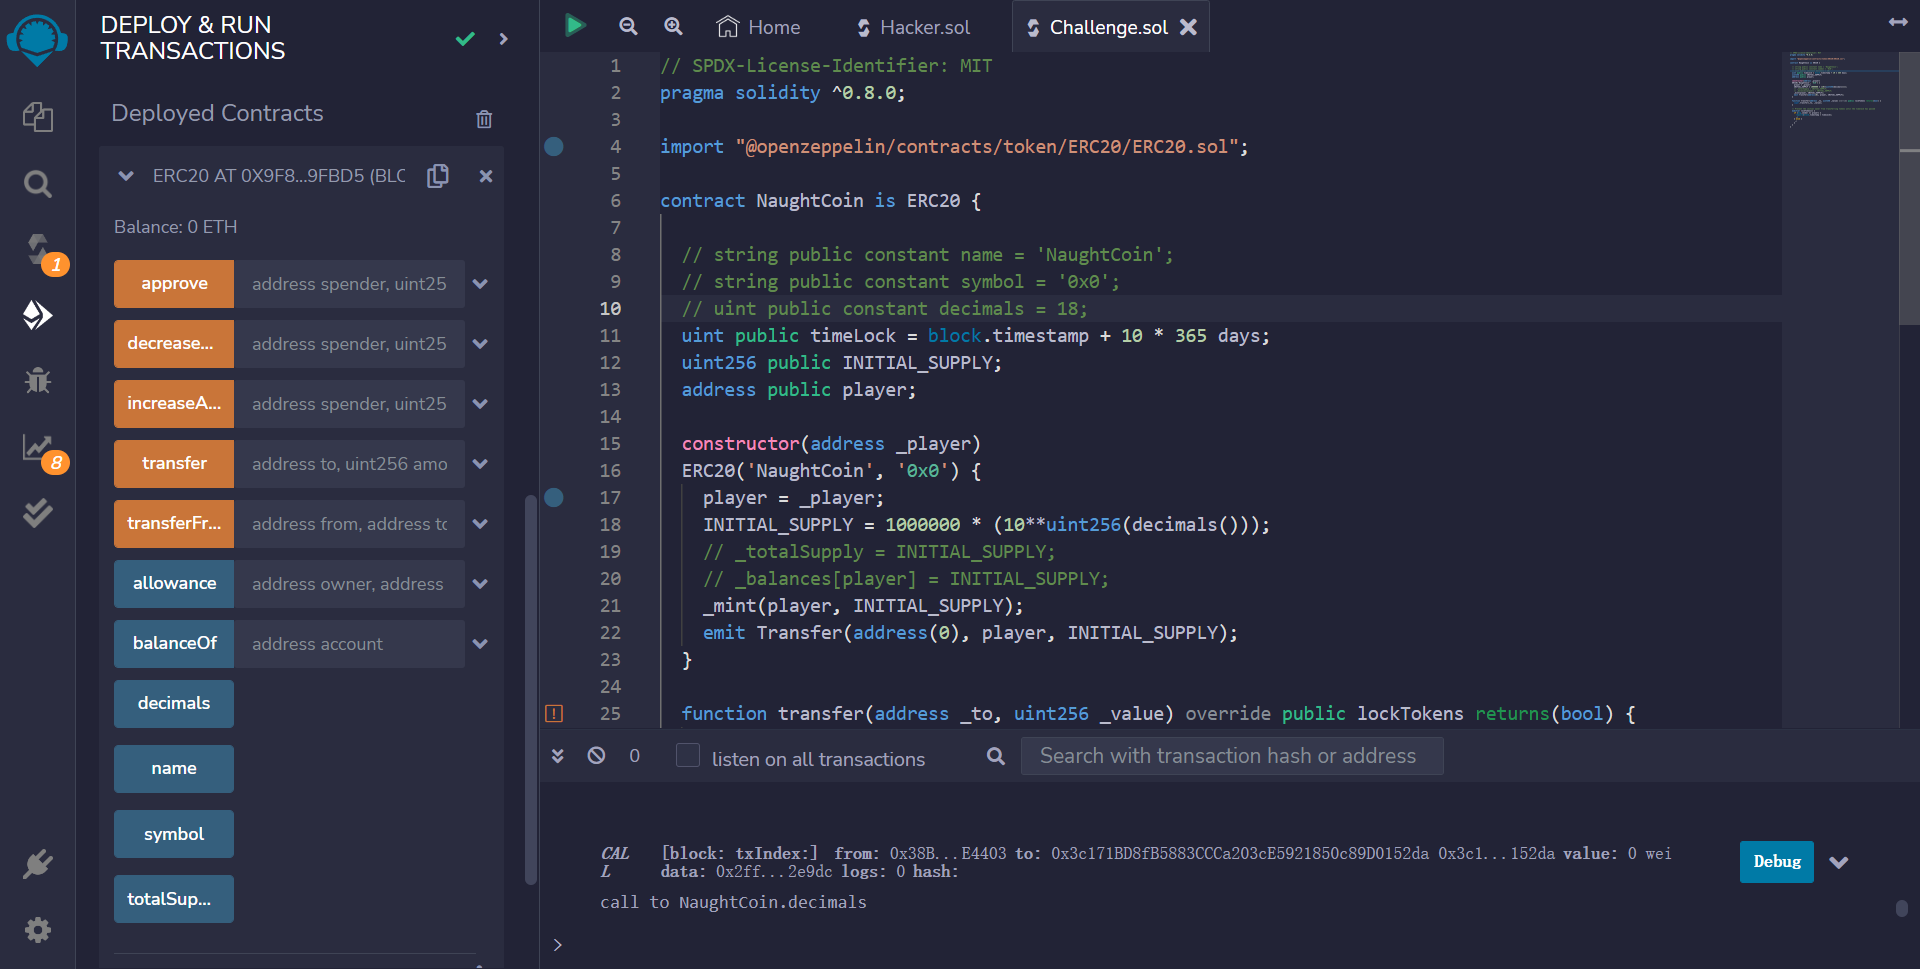 DEPLOY & RUN
TRANSACTIONS
Deployed Contracts
ERC20 AT 0X9F8...9FBD5 (BLC
Balance: 0 ETH
approve address spender, uint25
decrease... address spender, uint25
increaseA... address spender, uint25
transfer address to, uint256 amo
transferFr... address from, address to
allowance address owner, address
balanceOf address account
decimals
name
symbol
totalSup...
1
8
Home Hacker.sol Challenge.sol
1 // SPDX-License-Identifier: MIT
2 pragma solidity ^0.8.0;
3
4 import "@openzeppelin/contracts/token/ERC20/ERC20.sol";
5
6 contract NaughtCoin is ERC20 {
7
8 // string public constant name = 'NaughtCoin';
9 // string public constant symbol = '0x0';
10 // uint public constant decimals = 18;
11 uint public timeLock = block.timestamp + 10 * 365 days;
12 uint256 public INITIAL_SUPPLY;
13 address public player;
14
15 constructor(address _player)
16 ERC20('NaughtCoin', '0x0') {
17 player = _player;
18 INITIAL_SUPPLY = 1000000 * (10**uint256(decimals()));
19 // _totalSupply = INITIAL_SUPPLY;
20 // _balances[player] = INITIAL_SUPPLY;
21 _mint(player, INITIAL_SUPPLY);
22 emit Transfer(address(0), player, INITIAL_SUPPLY);
23 }
24
25 function transfer(address _to, uint256 _value) override public lockTokens returns(bool) {
0 listen on all transactions Search with transaction hash or address
CAL [block: txIndex:] from: 0x38B...E4403 to: 0x3c171BD8fB5883CCCa203cE5921850c89D0152da 0x3c1...152da value: 0 wei
L data: 0x2ff...2e9dc logs: 0 hash:
Debug
call to NaughtCoin.decimals
>